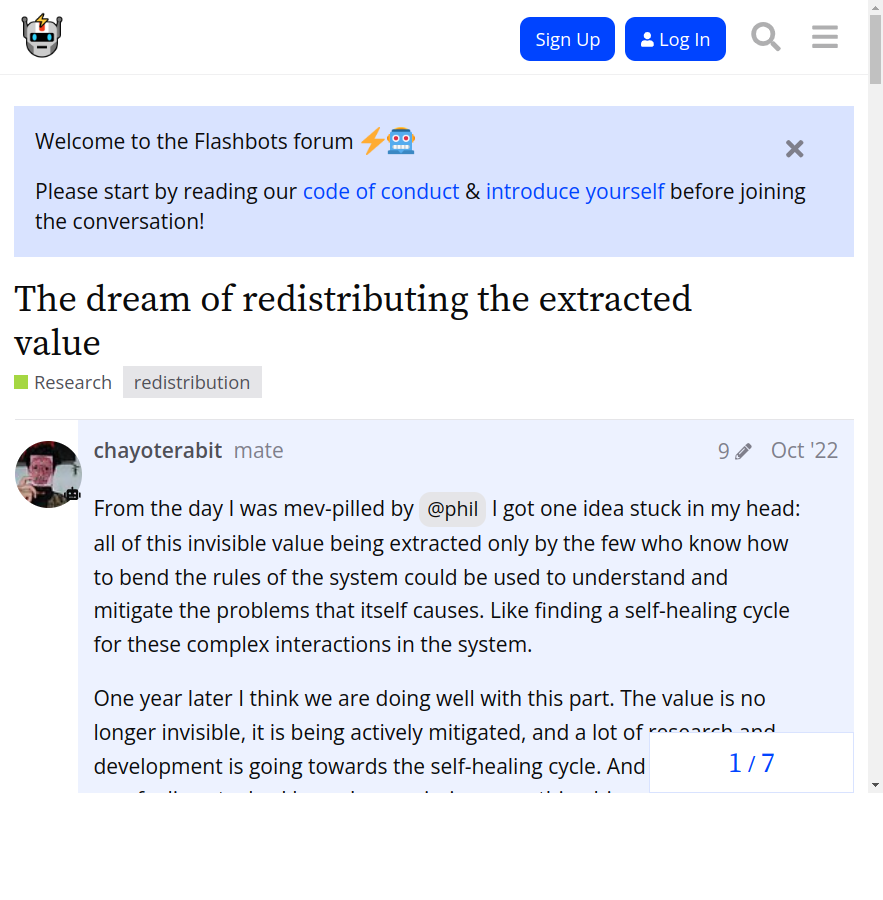 Sign Up
Log In
Welcome to the Flashbots forum
Please start by reading our code of conduct & introduce yourself before joining
the conversation!
The dream of redistributing the extracted
value
Research redistribution
chayoterabit mate 9 Oct '22
From the day I was mev-pilled by @phil I got one idea stuck in my head:
all of this invisible value being extracted only by the few who know how
to bend the rules of the system could be used to understand and
mitigate the problems that itself causes. Like finding a self-healing cycle
for these complex interactions in the system.
One year later I think we are doing well with this part. The value is no
longer invisible, it is being actively mitigated, and a lot of research and
development is going towards the self-healing cycle. And
1 / 7